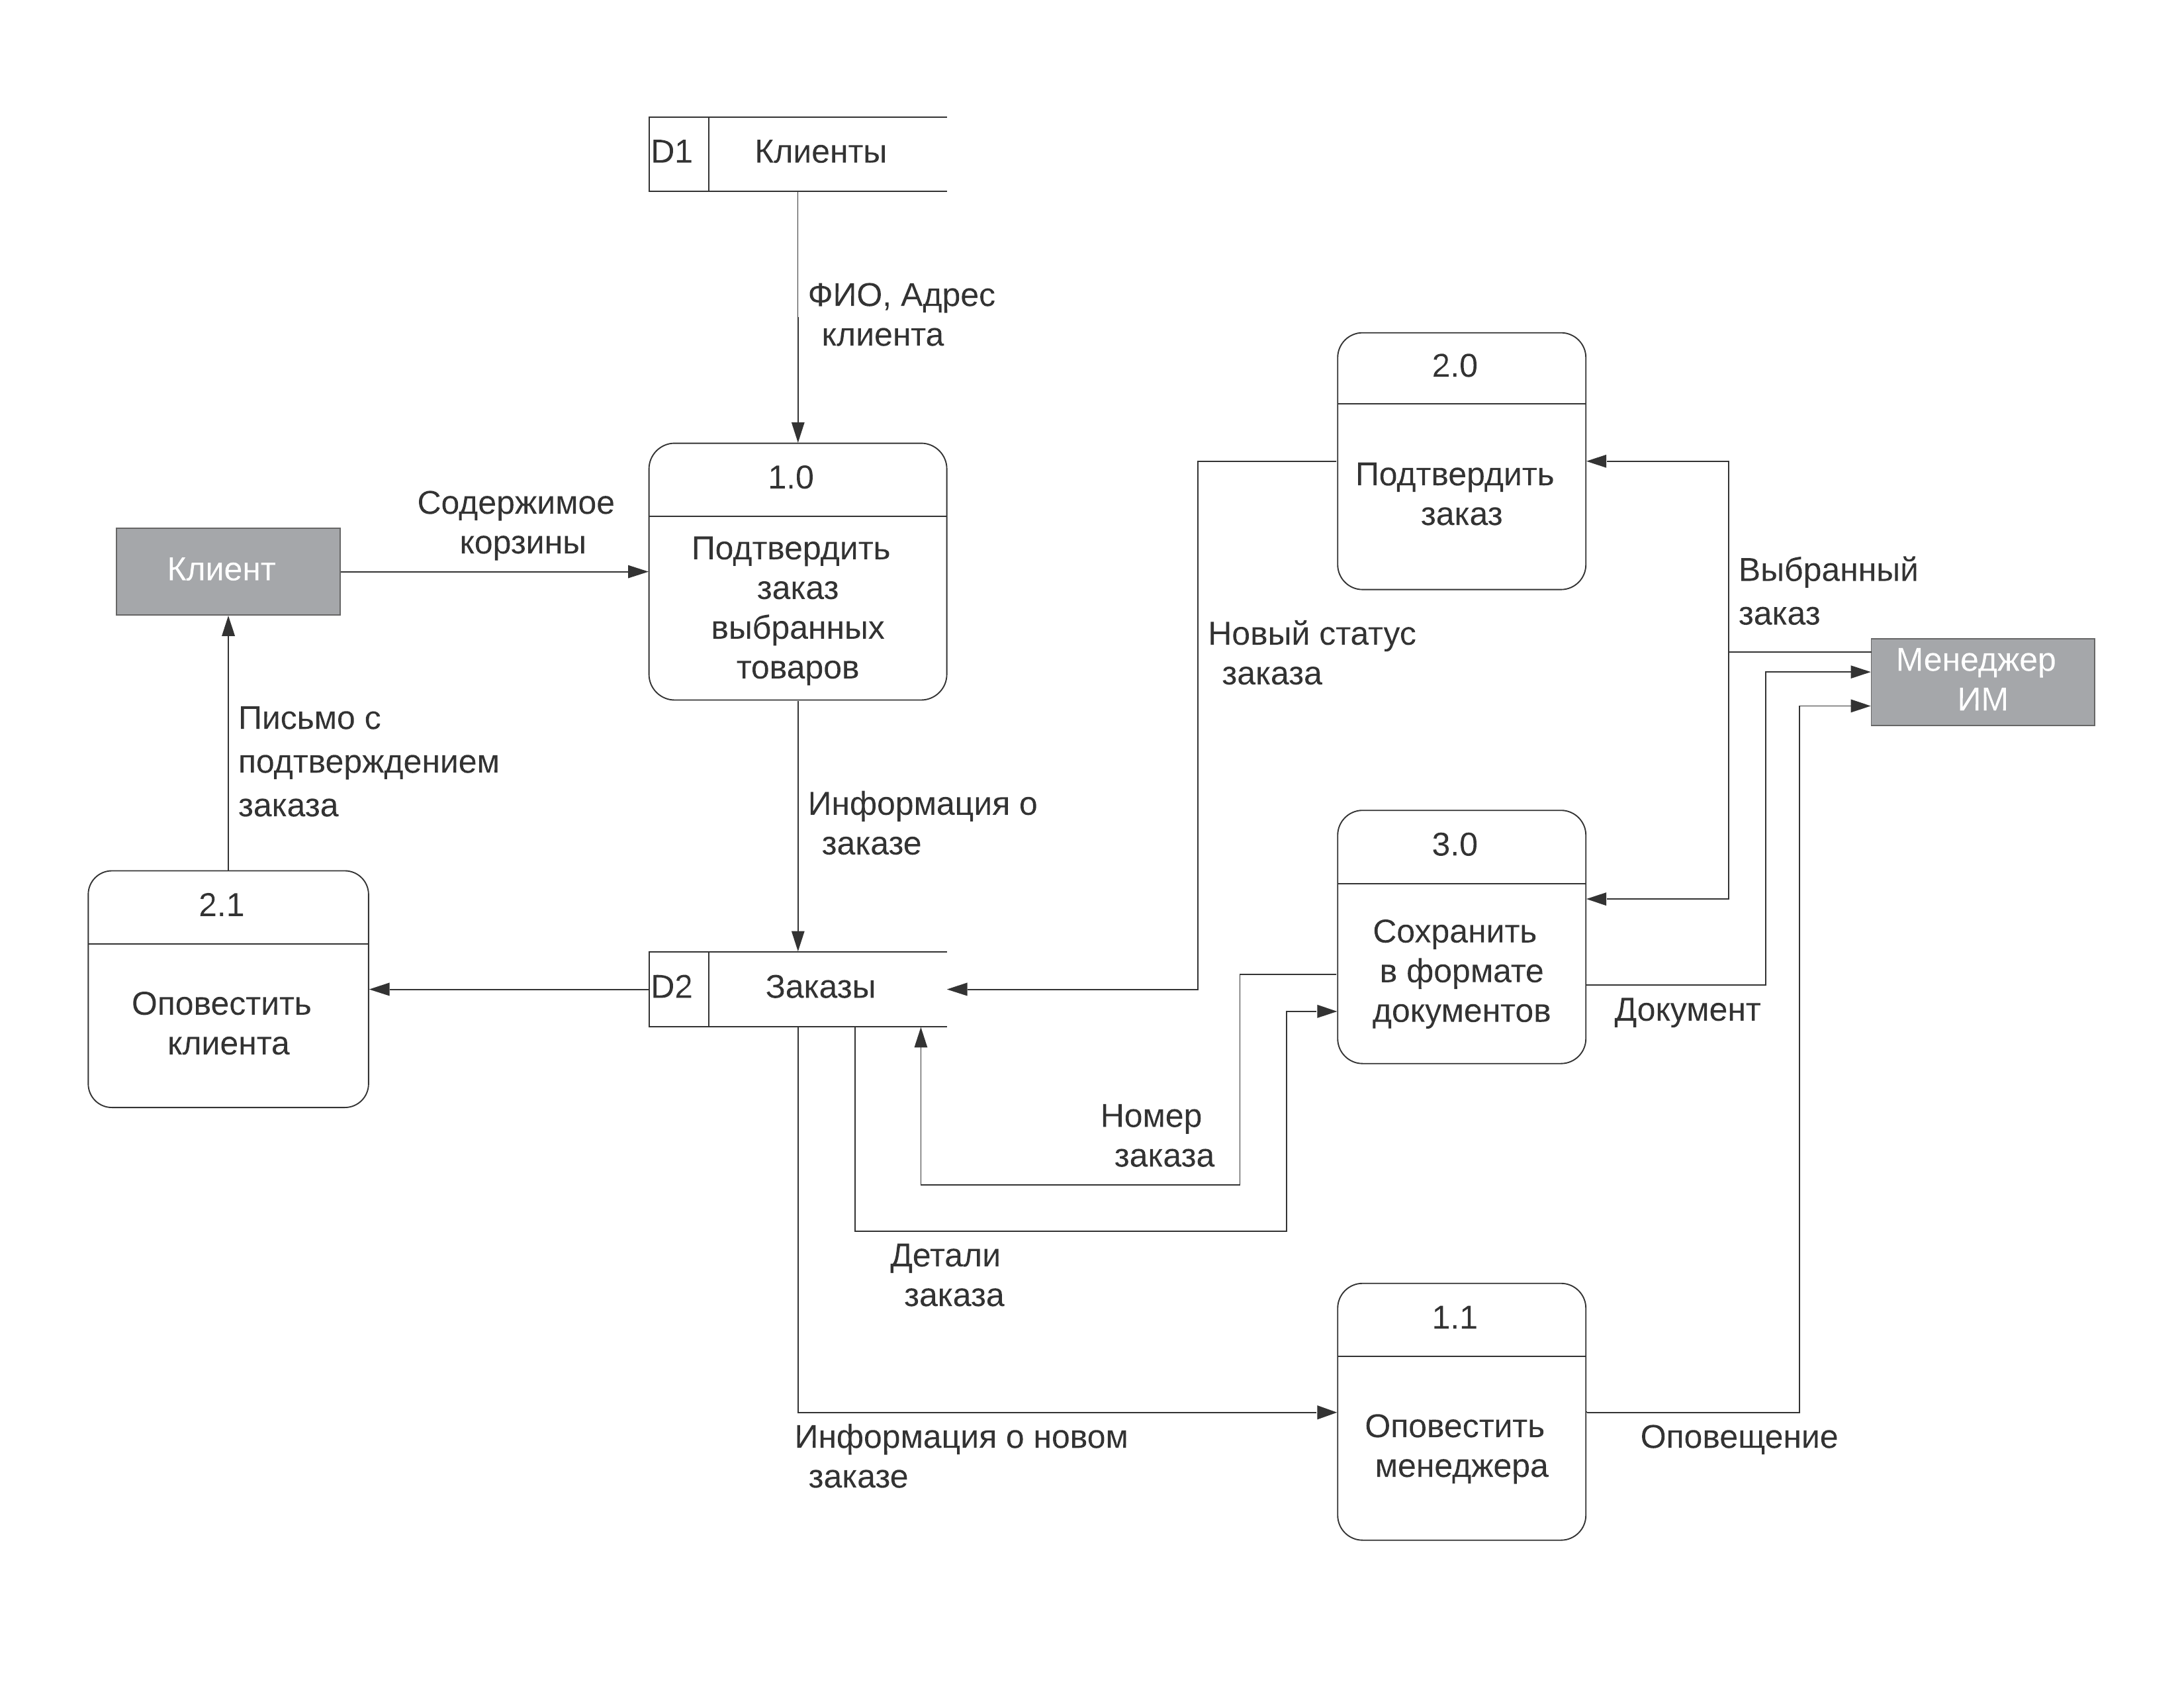 D1
Клиенты
ФИО, Адрес
клиента
2.0
Подтвердить
заказ
1.0
Подтвердить
заказ
выбранных
товаров
Содержимое
корзины
Клиент
Выбранный
заказ
Новый статус
заказа
Менеджер
ИМ
Письмо с
подтверждением
заказа
Информация о
заказе
3.0
Сохранить
в формате
документов
2.1
Оповестить
клиента
D2
Заказы
Документ
Номер
заказа
Детали
заказа
1.1
Оповестить
менеджера
Информация о новом
заказе
Оповещение